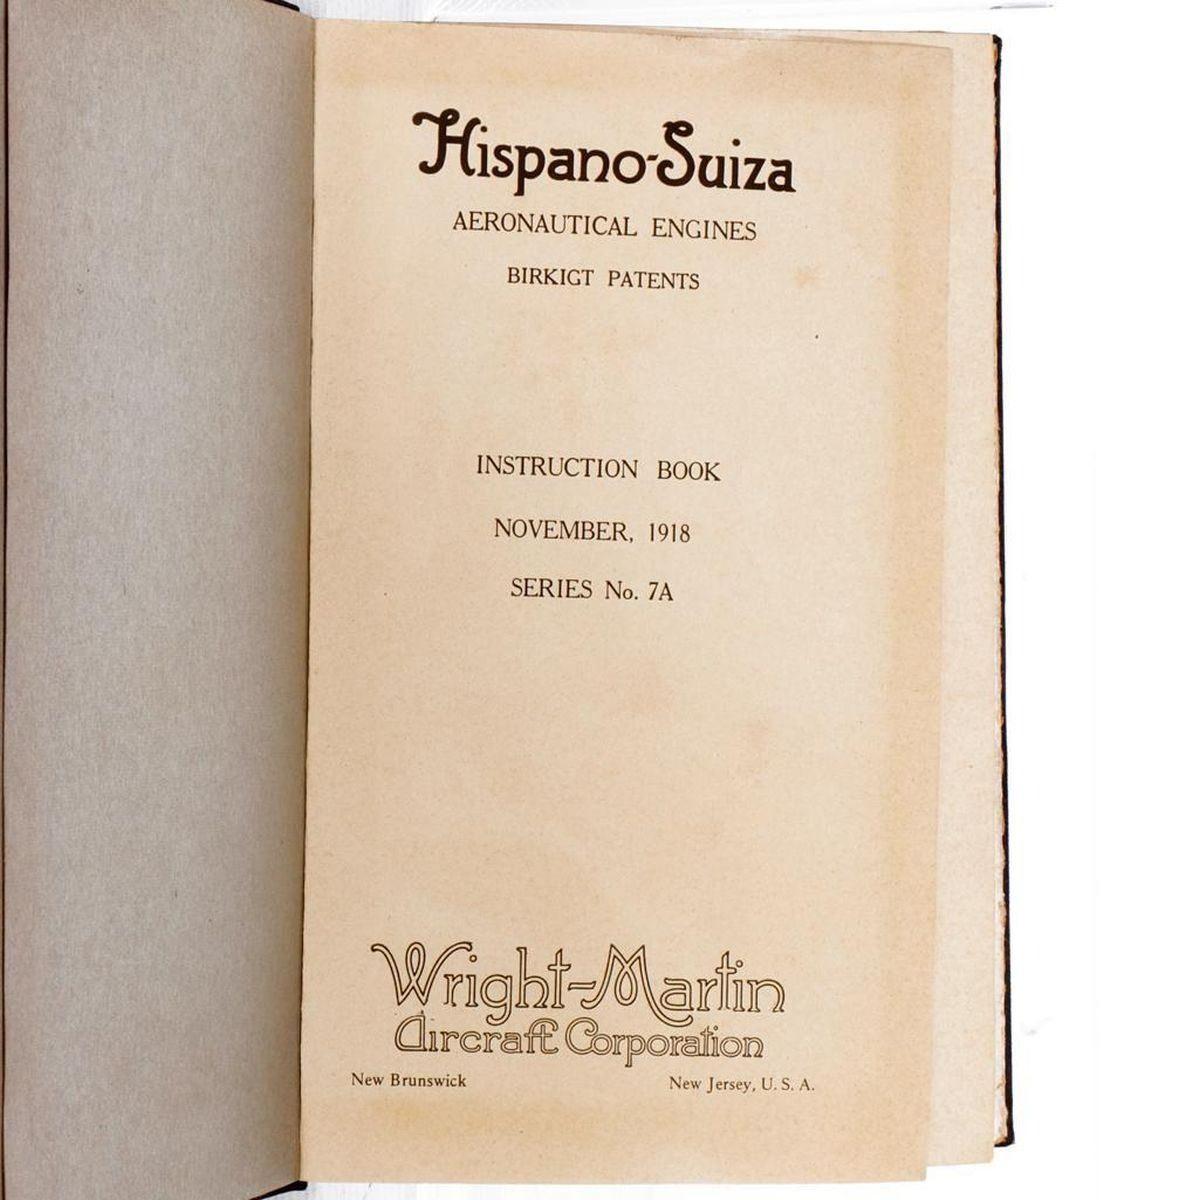 Hispano-Suiza
AERONAUTICAL ENGINES
BIRKIGT PATENTS
INSTRUCTION BOOK
NOVEMBER, 1918
SERIES No. 7A
Wright-Martin
Aircraft Corporation
New Brunswick New Jersey, U. S. A.